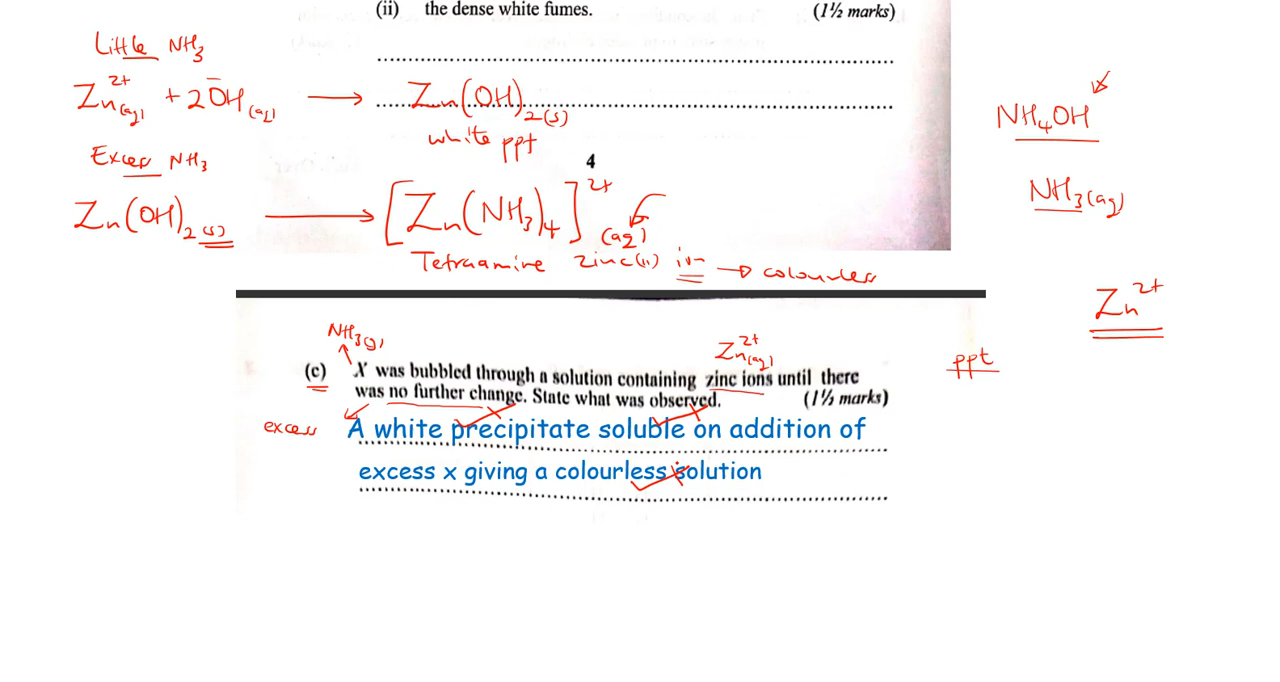 (ii) the dense white fumes. (1½ marks)
Little NH3
Zn2+(aq) + 2OH-(aq) → Zn(OH)2(s)
white ppt
NH4OH
Exces NH3
4
Zn(OH)2(s) → [Zn(NH3)4]2+(aq)
NH3(aq)
Tetraamine zinc(ii) ion → colourless
Zn2+
NH3(g)
Zn2+(aq)
ppt
(c) X was bubbled through a solution containing zinc ions until there
was no further change. State what was observed. (1½ marks)
excess A white precipitate soluble on addition of
excess x giving a colourless solution